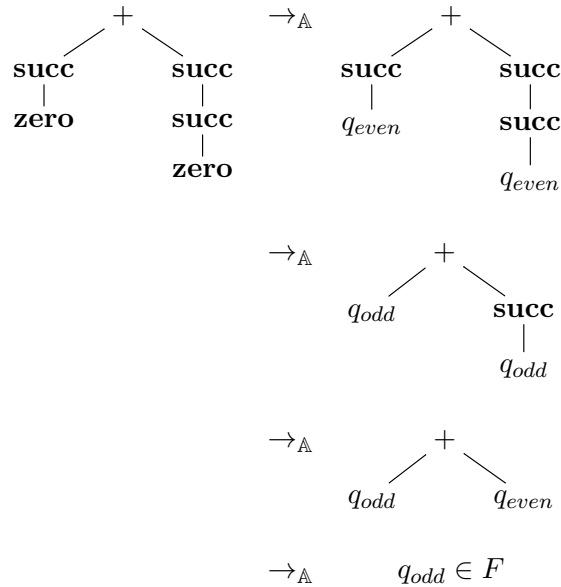 + →𝔸 +
succ succ succ succ
zero succ q_even succ
zero q_even
→𝔸 +
q_odd succ
q_odd
→𝔸 +
q_odd q_even
→𝔸 q_odd ∈ F